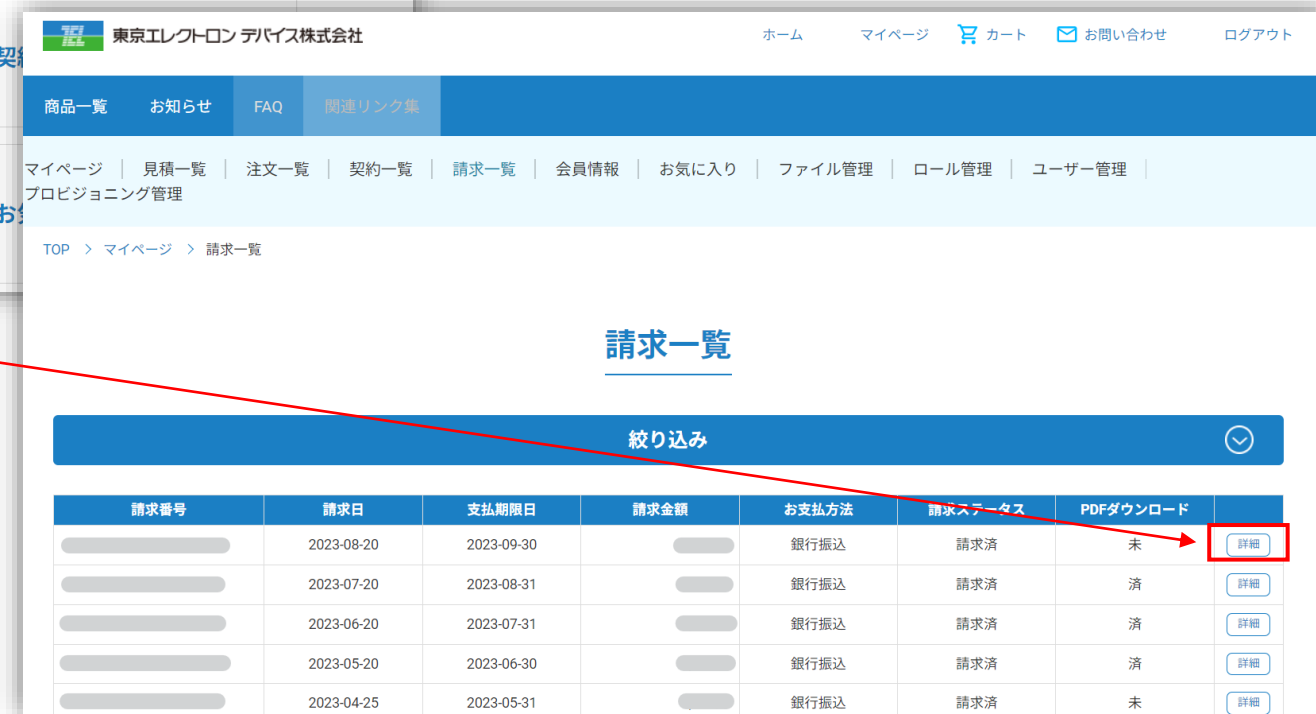 契
お
TEL 東京エレクトロン デバイス株式会社 ホーム マイページ カート お問い合わせ ログアウト
商品一覧 お知らせ FAQ 関連リンク集
マイページ 見積一覧 注文一覧 契約一覧 請求一覧 会員情報 お気に入り ファイル管理 ロール管理 ユーザー管理
プロビジョニング管理
TOP > マイページ > 請求一覧
請求一覧
絞り込み
請求番号 請求日 支払期限日 請求金額 お支払方法 請求ステータス PDFダウンロード
2023-08-20 2023-09-30 銀行振込 請求済 未 詳細
2023-07-20 2023-08-31 銀行振込 請求済 済 詳細
2023-06-20 2023-07-31 銀行振込 請求済 済 詳細
2023-05-20 2023-06-30 銀行振込 請求済 済 詳細
2023-04-25 2023-05-31 銀行振込 請求済 未 詳細